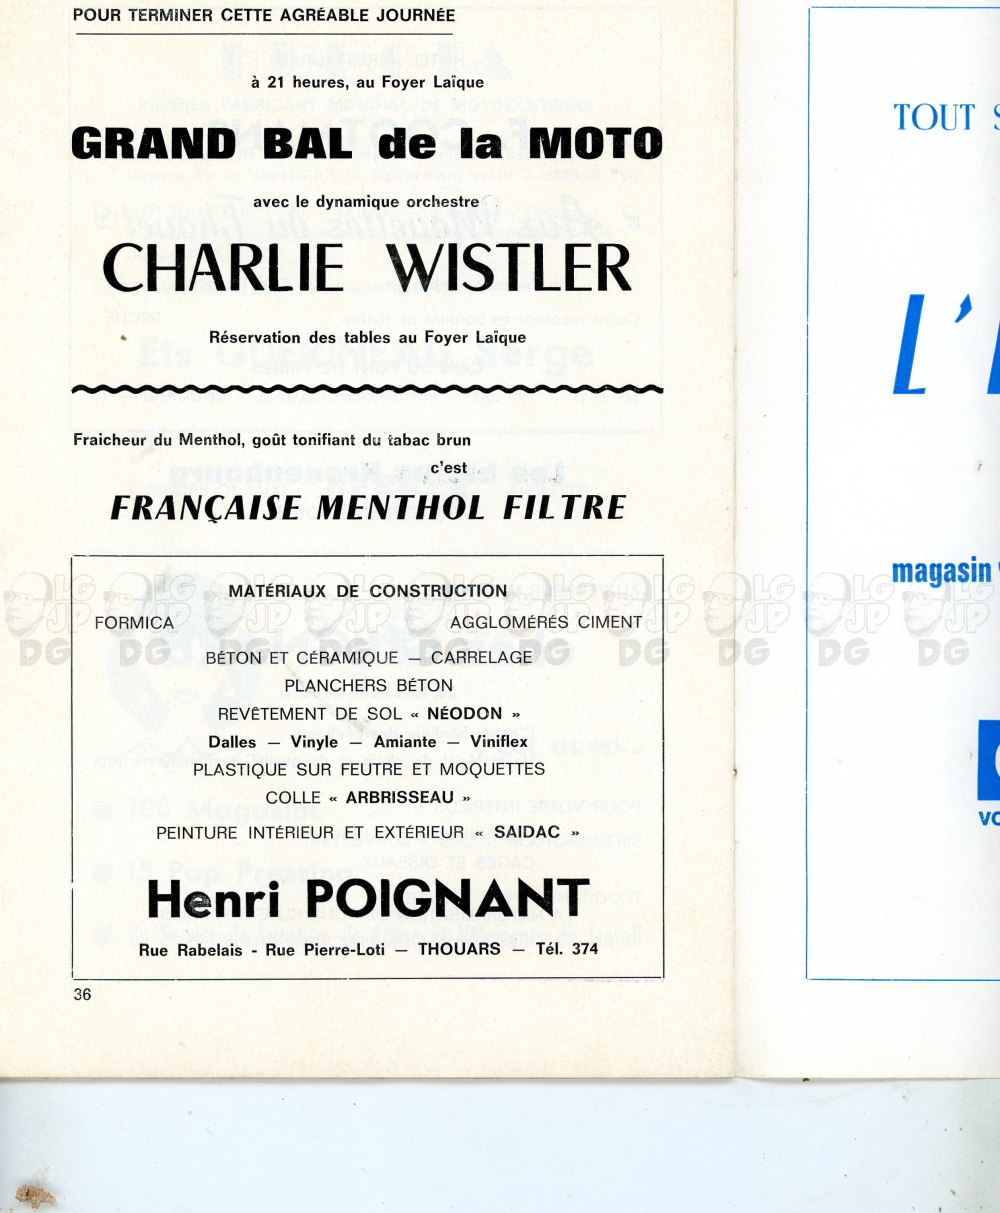 POUR TERMINER CETTE AGRÉABLE JOURNÉE
à 21 heures, au Foyer Laïque
GRAND BAL de la MOTO
avec le dynamique orchestre
CHARLIE WISTLER
Réservation des tables au Foyer Laïque
Fraicheur du Menthol, goût tonifiant du tabac brun
c'est
FRANÇAISE MENTHOL FILTRE
MATÉRIAUX DE CONSTRUCTION
FORMICA AGGLOMÉRÉS CIMENT
BÉTON ET CÉRAMIQUE — CARRELAGE
PLANCHERS BÉTON
REVÊTEMENT DE SOL « NÉODON »
Dalles — Vinyle — Amiante — Viniflex
PLASTIQUE SUR FEUTRE ET MOQUETTES
COLLE « ARBRISSEAU »
PEINTURE INTÉRIEUR ET EXTÉRIEUR « SAIDAC »
Henri POIGNANT
Rue Rabelais - Rue Pierre-Loti — THOUARS — Tél. 374
36
TOUT
L'
magasin
LG JP DG